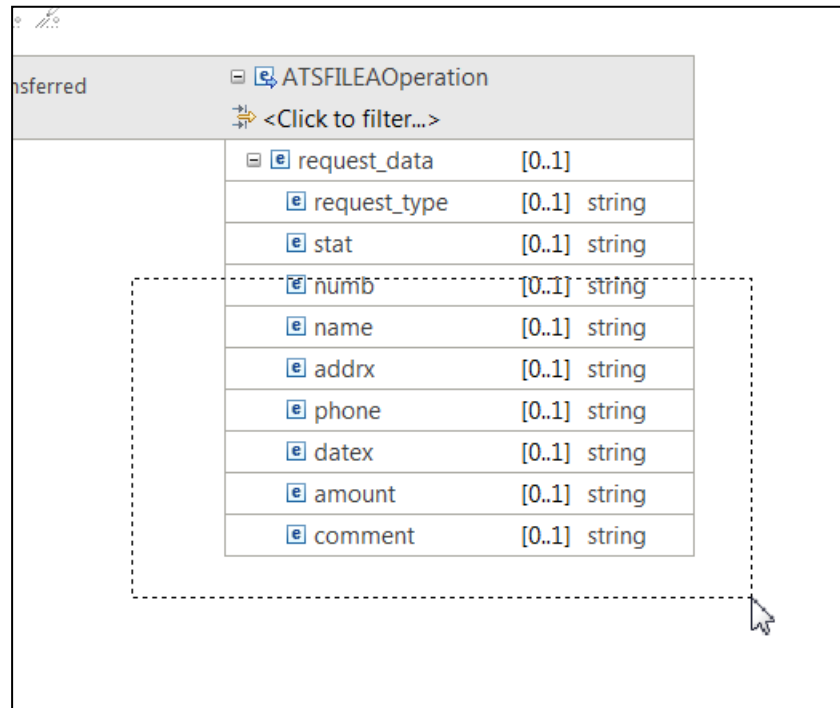 nsferred
ATSFILEAOperation
<Click to filter...>
request_data [0..1]
request_type [0..1] string
stat [0..1] string
numb [0..1] string
name [0..1] string
addrx [0..1] string
phone [0..1] string
datex [0..1] string
amount [0..1] string
comment [0..1] string